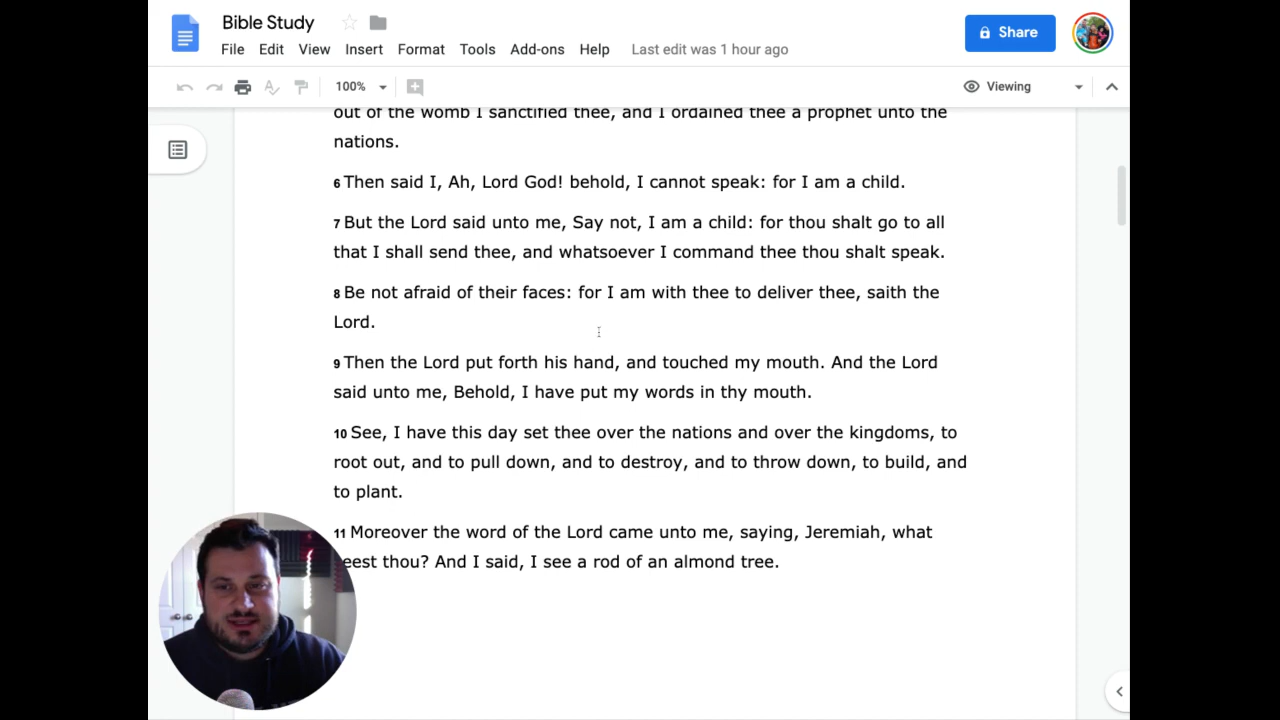 Bible Study
File Edit View Insert Format Tools Add-ons Help Last edit was 1 hour ago
Share
100%
Viewing
out of the womb I sanctified thee, and I ordained thee a prophet unto the
nations.
6 Then said I, Ah, Lord God! behold, I cannot speak: for I am a child.
7 But the Lord said unto me, Say not, I am a child: for thou shalt go to all
that I shall send thee, and whatsoever I command thee thou shalt speak.
8 Be not afraid of their faces: for I am with thee to deliver thee, saith the
Lord.
9 Then the Lord put forth his hand, and touched my mouth. And the Lord
said unto me, Behold, I have put my words in thy mouth.
10 See, I have this day set thee over the nations and over the kingdoms, to
root out, and to pull down, and to destroy, and to throw down, to build, and
to plant.
11 Moreover the word of the Lord came unto me, saying, Jeremiah, what
eest thou? And I said, I see a rod of an almond tree.